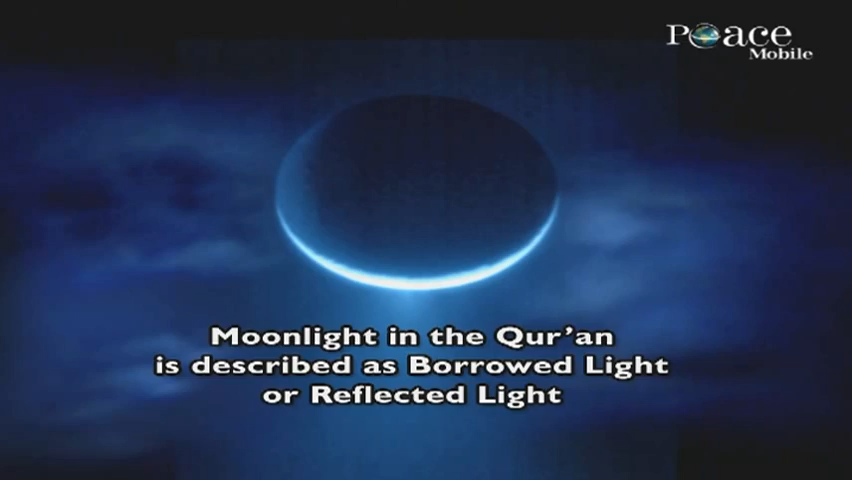 Peace
Mobile
Moonlight in the Qur'an
is described as Borrowed Light
or Reflected Light